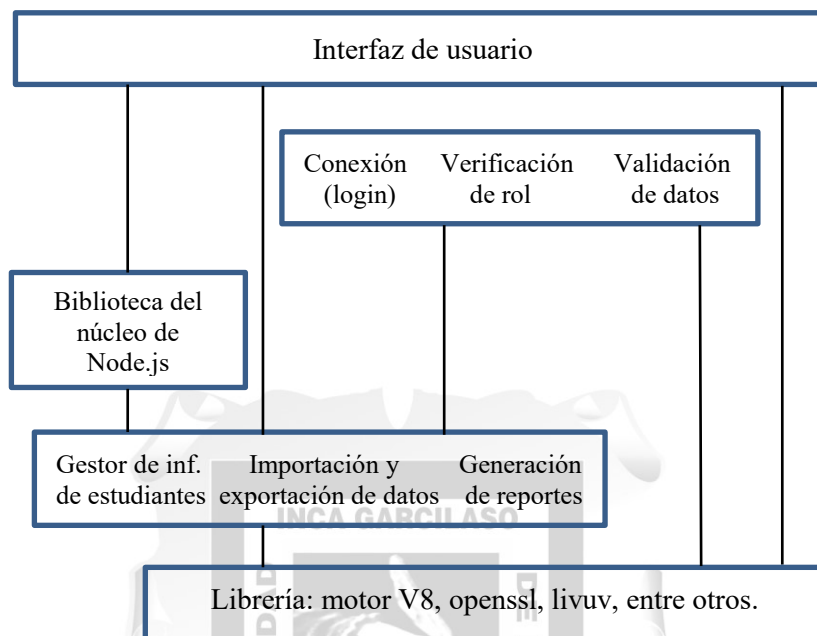 Interfaz de usuario
Conexión Verificación Validación
(login) de rol de datos
Biblioteca del
núcleo de
Node.js
Gestor de inf. Importación y Generación
de estudiantes exportación de datos de reportes
INCA GARCILASO
DAD
DE
Librería: motor V8, openssl, livuv, entre otros.